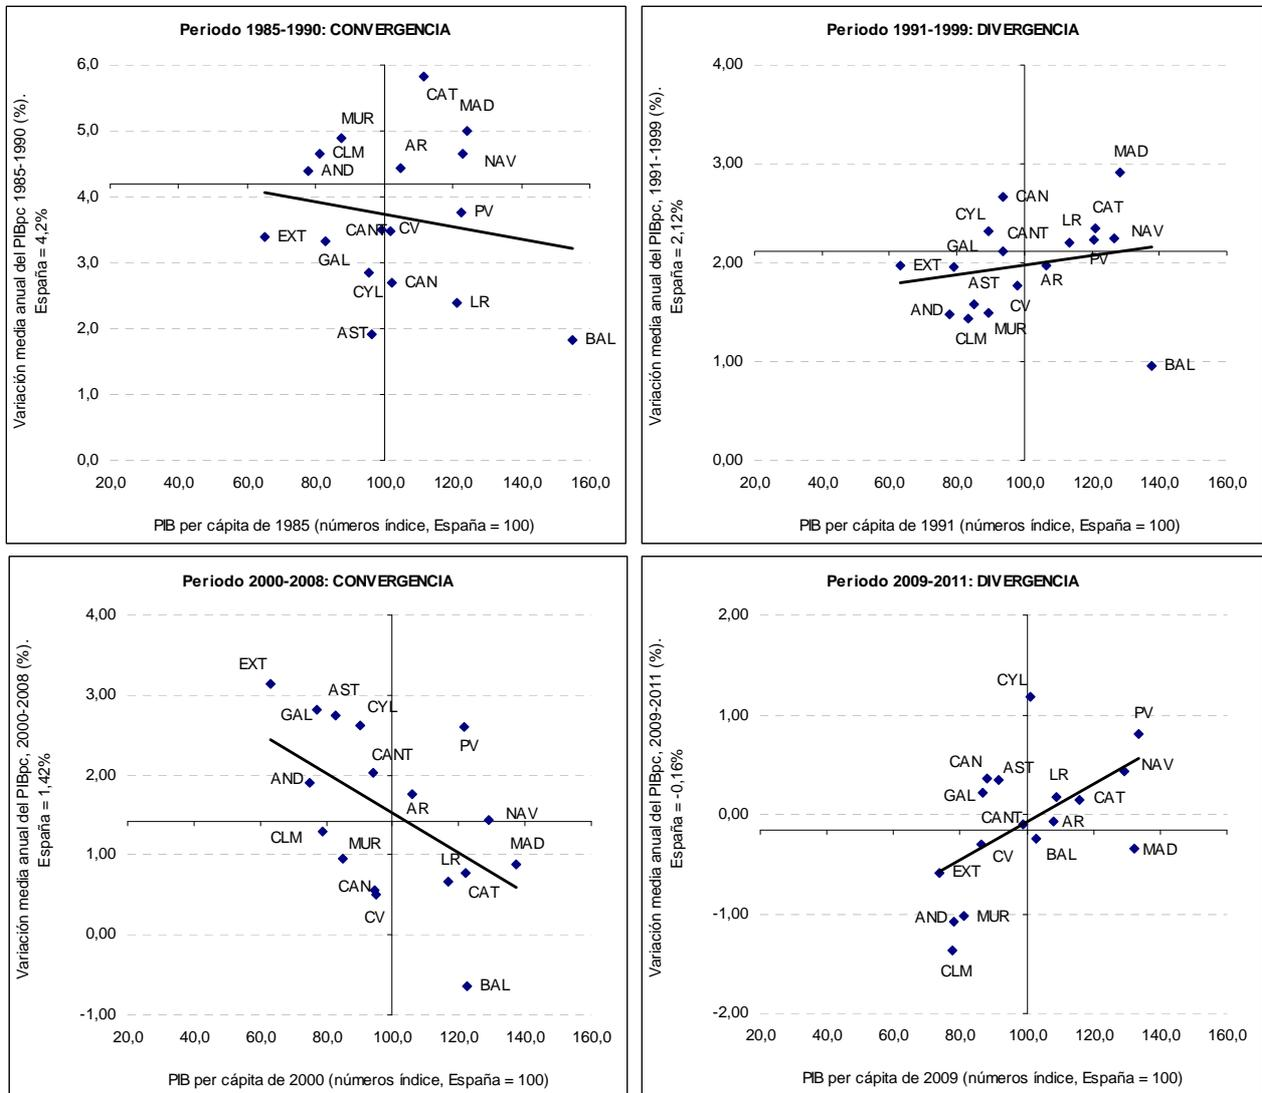 Periodo 1985-1990: CONVERGENCIA
Variación media anual del PIBpc 1985-1990 (%).
España = 4,2%
6,0
5,0
4,0
3,0
2,0
1,0
0,0
CAT
MAD
MUR
AR
CLM
NAV
AND
PV
EXT
CANT
CV
GAL
CYL
CAN
LR
AST
BAL
20,0 40,0 60,0 80,0 100,0 120,0 140,0 160,0
PIB per cápita de 1985 (números índice, España = 100)
Periodo 1991-1999: DIVERGENCIA
Variación media anual del PIBpc, 1991-1999 (%).
España = 2,12%
4,00
3,00
2,00
1,00
0,00
MAD
CAN
CYL
LR
CAT
GAL
CANT
NAV
PV
EXT
AST
AR
AND
CV
CLM
MUR
BAL
20,0 40,0 60,0 80,0 100,0 120,0 140,0 160,0
PIB per cápita de 1991 (números índice, España = 100)
Periodo 2000-2008: CONVERGENCIA
Variación media anual del PIBpc, 2000-2008 (%).
España = 1,42%
4,00
3,00
2,00
1,00
0,00
-1,00
EXT
AST
GAL
CYL
PV
CANT
AND
AR
NAV
CLM
MUR
MAD
LR
CAN
CAT
CV
BAL
20,0 40,0 60,0 80,0 100,0 120,0 140,0 160,0
PIB per cápita de 2000 (números índice, España = 100)
Periodo 2009-2011: DIVERGENCIA
Variación media anual del PIBpc, 2009-2011 (%).
España = -0,16%
2,00
1,00
0,00
-1,00
-2,00
CYL
PV
CAN
AST
NAV
LR
GAL
CAT
CANT
AR
CV
BAL
MAD
EXT
AND
MUR
CLM
20,0 40,0 60,0 80,0 100,0 120,0 140,0 160,0
PIB per cápita de 2009 (números índice, España = 100)